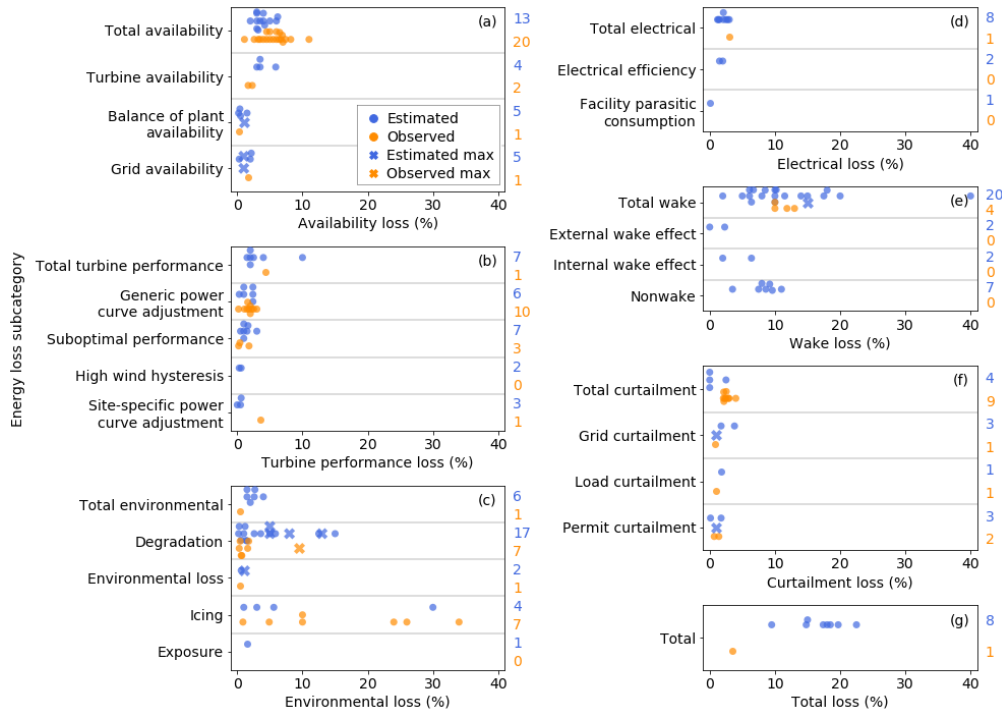 Energy loss subcategory
(a)
Total availability
13
20
Turbine availability
4
2
Balance of plant
availability
5
1
Grid availability
5
1
Estimated
Observed
Estimated max
Observed max
0 10 20 30 40
Availability loss (%)
(b)
Total turbine performance
7
1
Generic power
curve adjustment
6
10
Suboptimal performance
7
3
High wind hysteresis
2
0
Site-specific power
curve adjustment
3
1
0 10 20 30 40
Turbine performance loss (%)
(c)
Total environmental
6
1
Degradation
17
7
Environmental loss
2
1
Icing
4
7
Exposure
1
0
0 10 20 30 40
Environmental loss (%)
(d)
Total electrical
8
1
Electrical efficiency
2
0
Facility parasitic
consumption
1
0
0 10 20 30 40
Electrical loss (%)
(e)
Total wake
20
4
External wake effect
2
0
Internal wake effect
2
0
Nonwake
7
0
0 10 20 30 40
Wake loss (%)
(f)
Total curtailment
4
9
Grid curtailment
3
1
Load curtailment
1
1
Permit curtailment
3
2
0 10 20 30 40
Curtailment loss (%)
(g)
Total
8
1
0 10 20 30 40
Total loss (%)